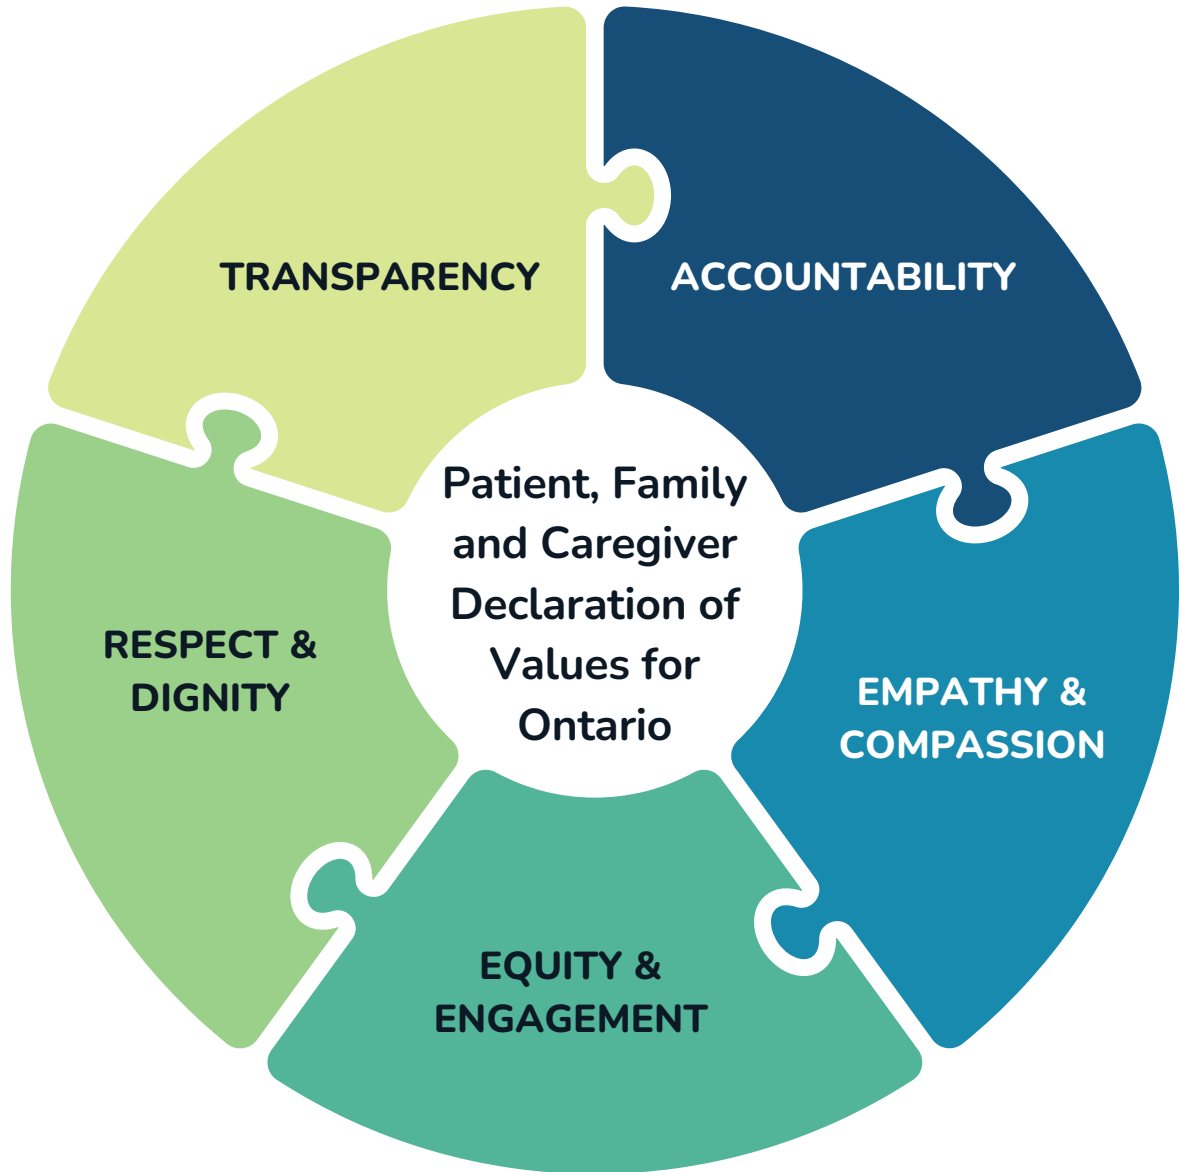 TRANSPARENCY
ACCOUNTABILITY
Patient, Family
and Caregiver
Declaration of
Values for
Ontario
RESPECT &
DIGNITY
EMPATHY &
COMPASSION
EQUITY &
ENGAGEMENT